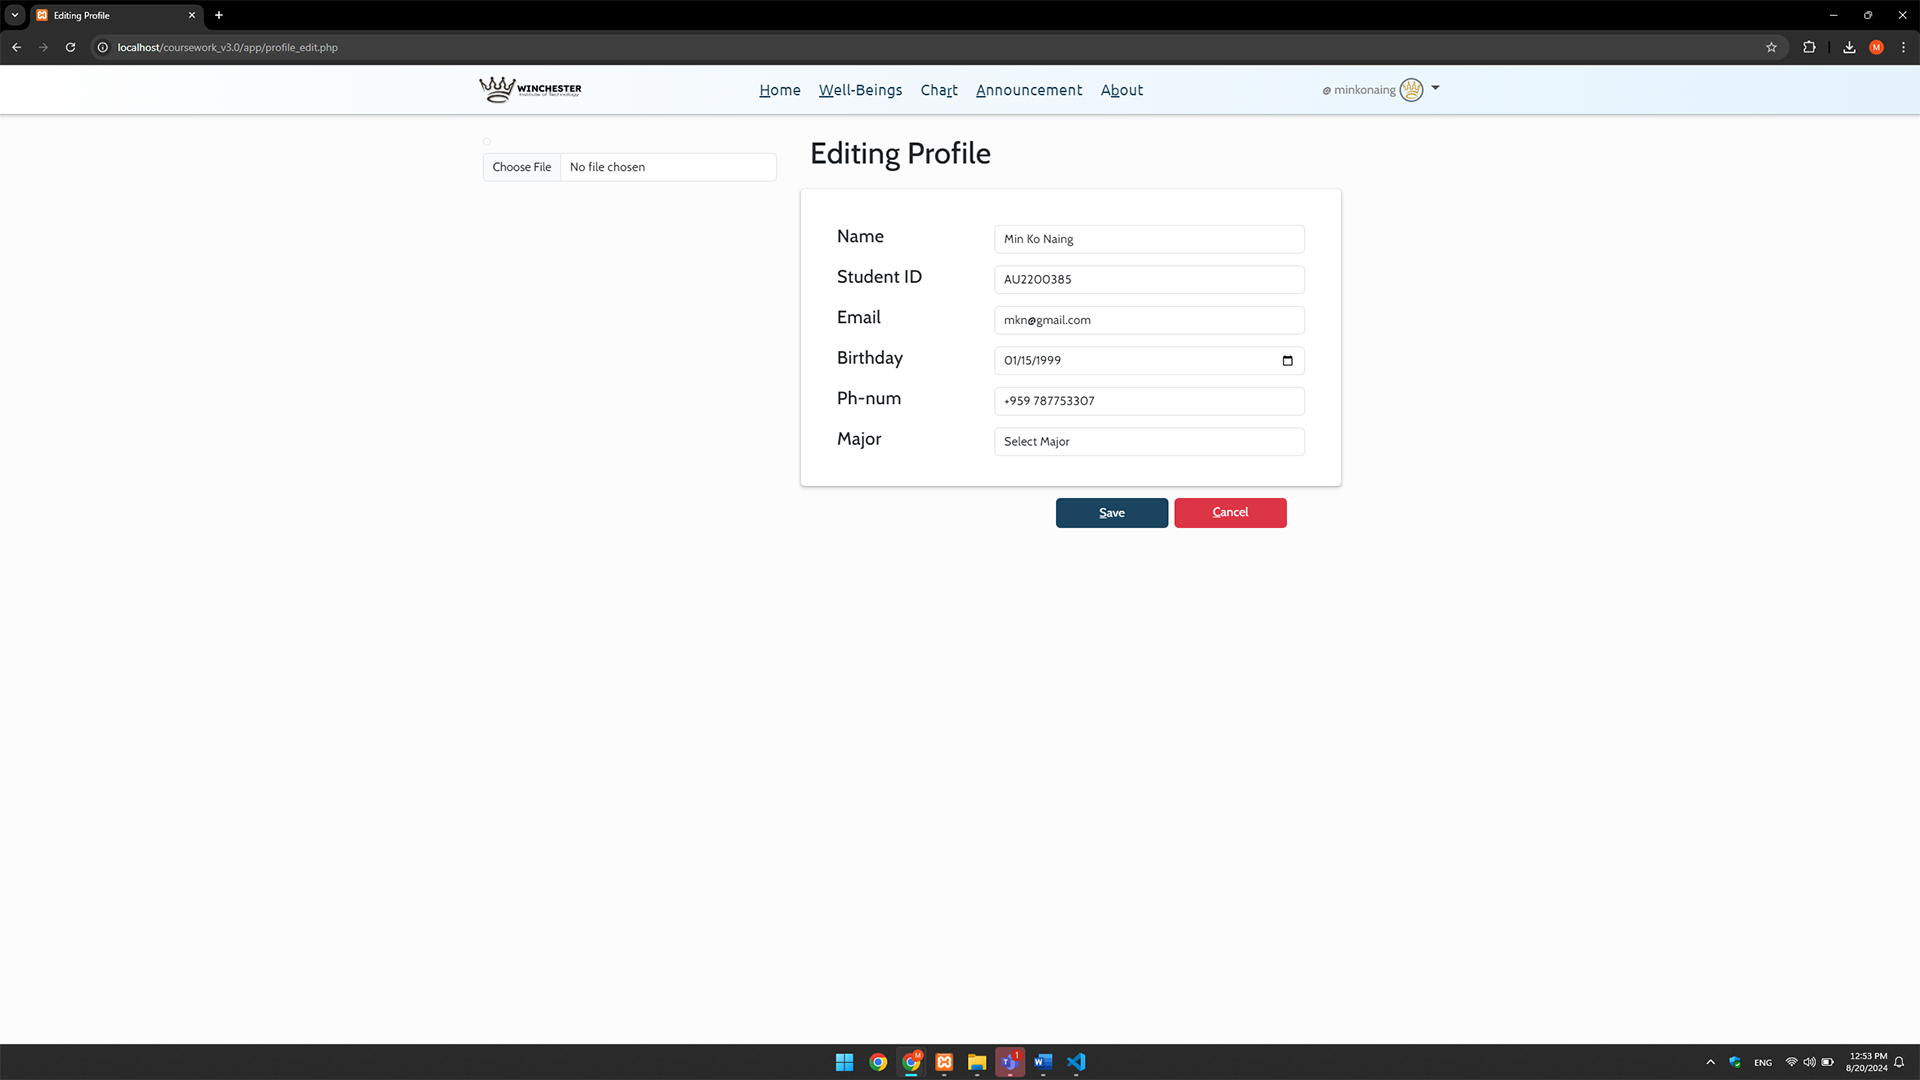 Editing Profile
localhost/coursework_v3.0/app/profile_edit.php
M
WINCHESTER
Institute of Technology
Home Well-Beings Chart Announcement About
@ minkonaing
Choose File No file chosen
Editing Profile
Name Min Ko Naing
Student ID AU2200385
Email mkn@gmail.com
Birthday 01/15/1999
Ph-num +959 787753307
Major Select Major
Save Cancel
M
1
ENG
12:53 PM
8/20/2024